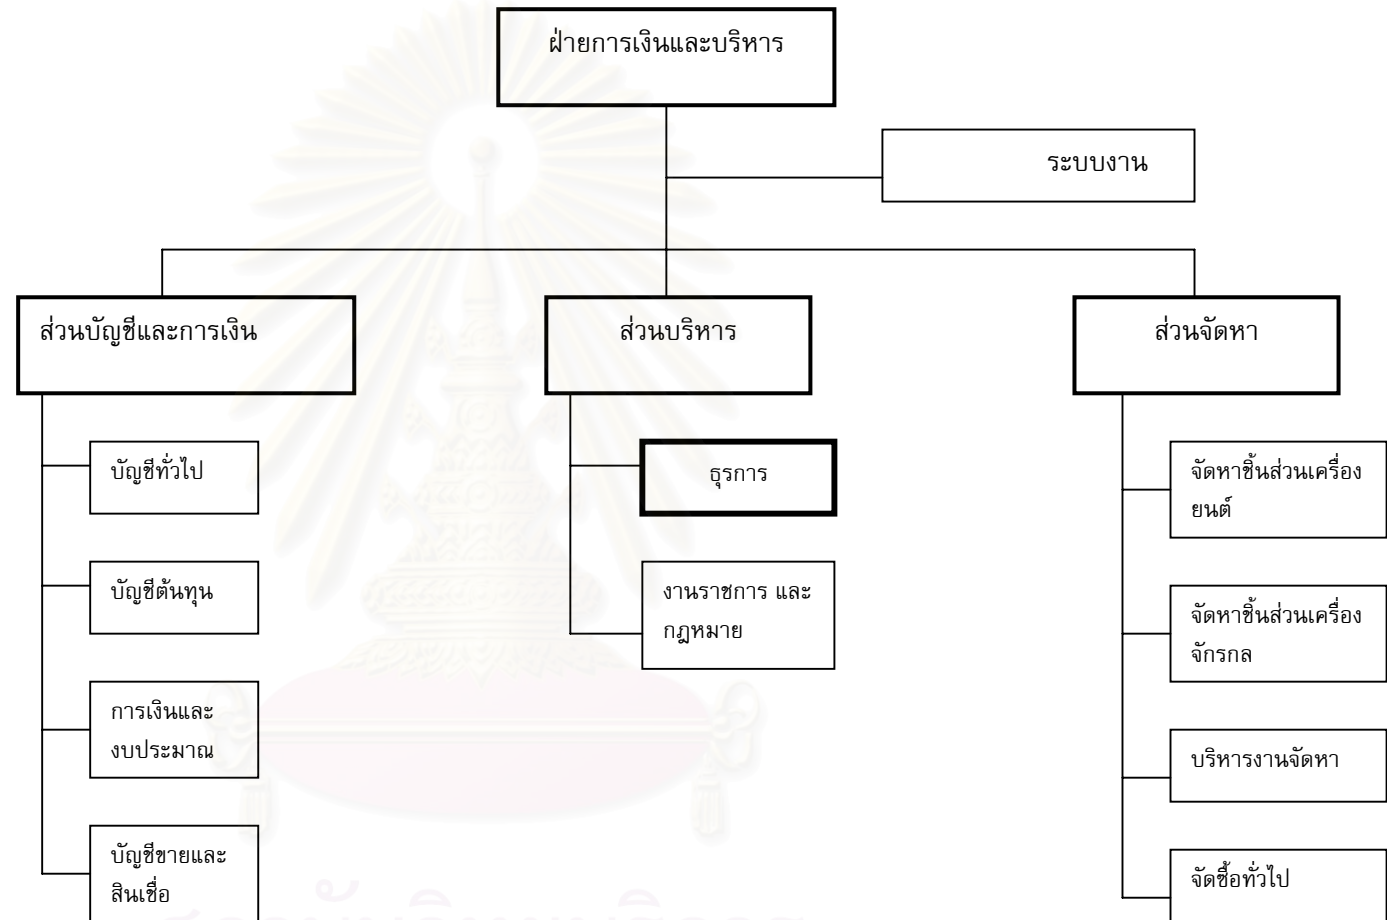 ฝ่ายการเงินและบริหาร
ระบบงาน
ส่วนบัญชีและการเงิน
ส่วนบริหาร
ส่วนจัดหา
บัญชีทั่วไป
ธุรการ
จัดหาชิ้นส่วนเครื่อง
ยนต์
บัญชีต้นทุน
งานราชการ และ
กฎหมาย
จัดหาชิ้นส่วนเครื่อง
จักรกล
การเงินและ
งบประมาณ
บริหารงานจัดหา
บัญชีขายและ
สินเชื่อ
จัดซื้อทั่วไป